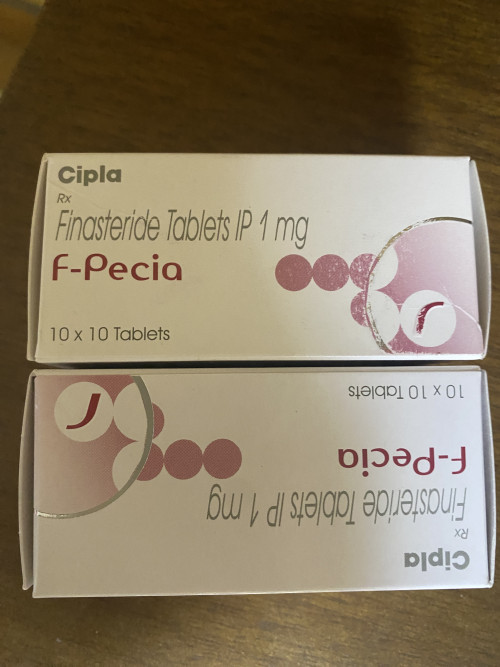 Cipla
Rx
Finasteride Tablets IP 1 mg
F-Pecia
10 x 10 Tablets
Cipla
Rx
Finasteride Tablets IP 1 mg
F-Pecia
10 x 10 Tablets